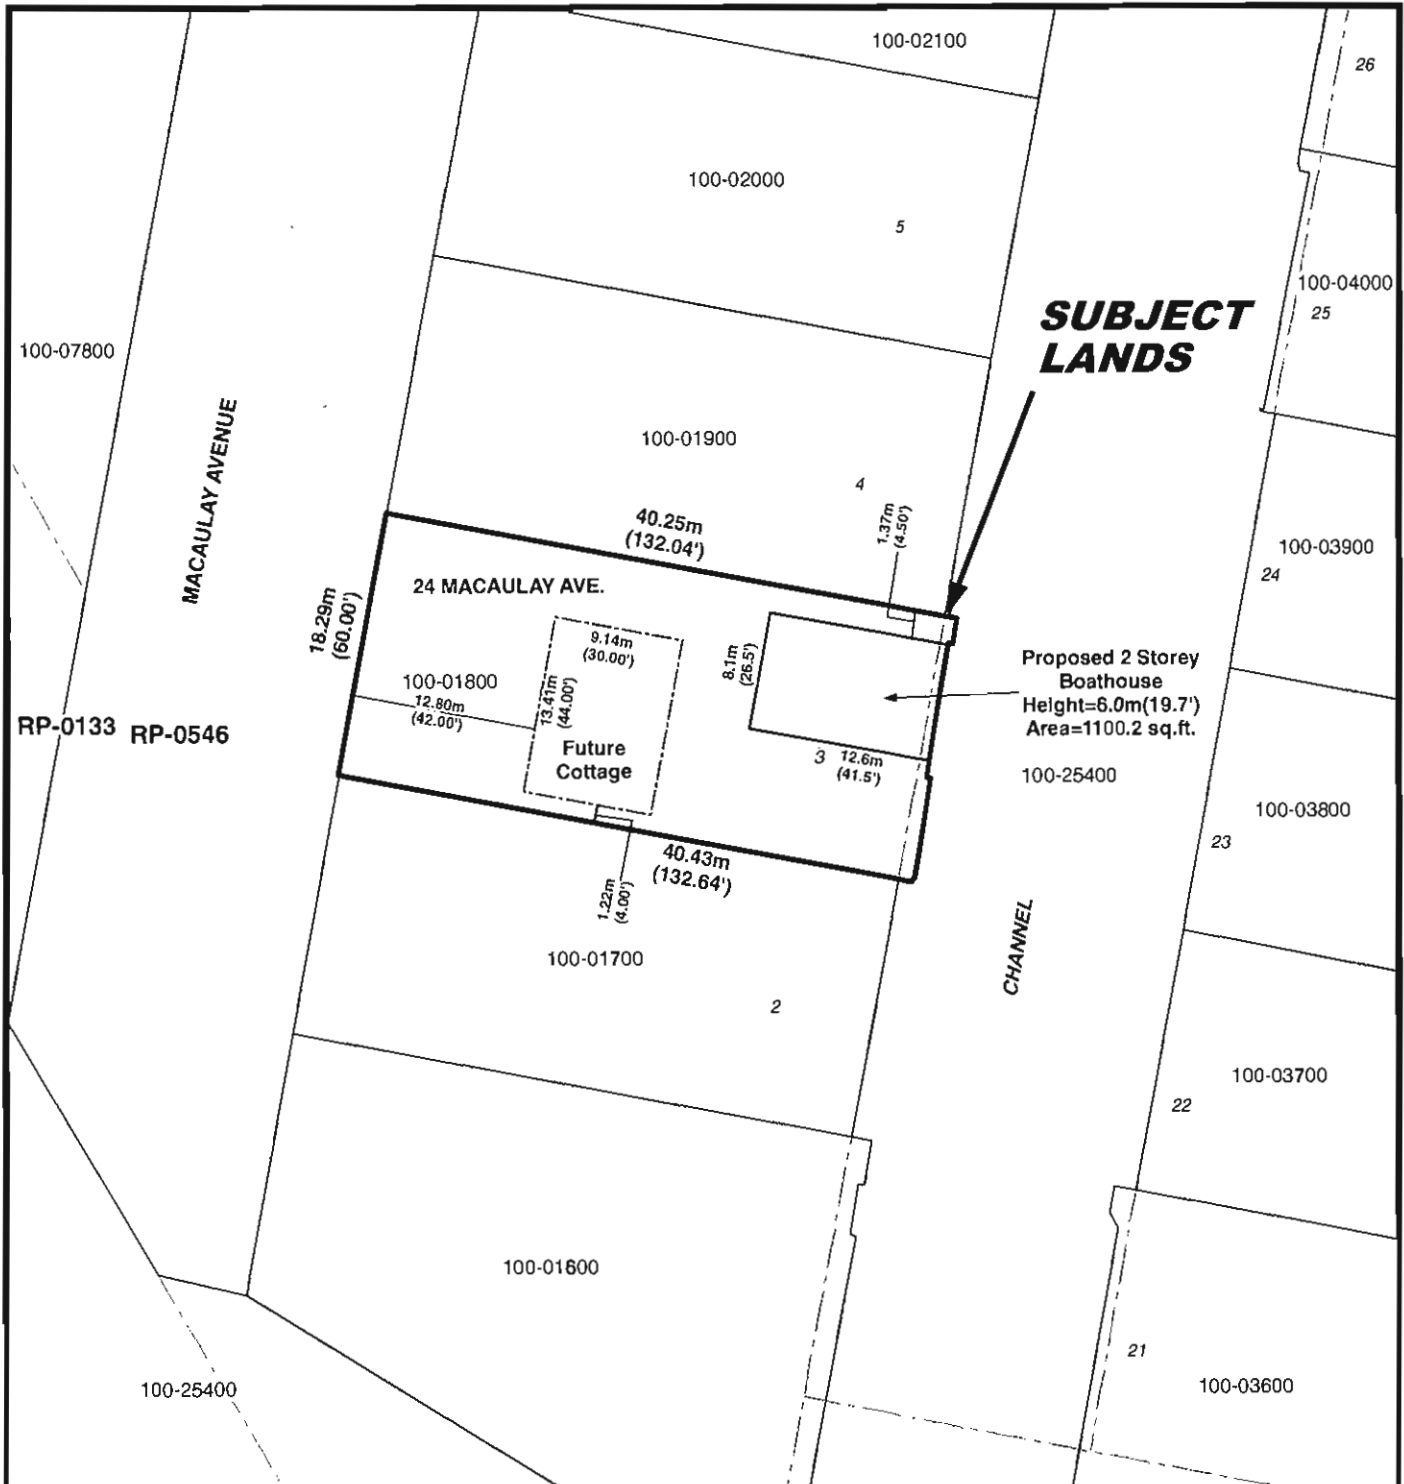 100-02100
26
100-02000
5
100-04000
25
SUBJECT
LANDS
100-07800
MACAULAY AVENUE
100-01900
4
1.37m
(4.50')
40.25m
(132.04')
100-03900
24
24 MACAULAY AVE.
18.29m
(60.00')
9.14m
(30.00')
8.1m
(26.5')
Proposed 2 Storey
Boathouse
Height=6.0m(19.7')
Area=1100.2 sq.ft.
100-01800
12.80m
(42.00')
13.41m
(44.00')
RP-0133
RP-0546
Future
Cottage
3
12.6m
(41.5')
100-25400
100-03800
23
40.43m
(132.64')
1.22m
(4.00')
CHANNEL
100-01700
2
100-03700
22
100-01600
21
100-03600
100-25400